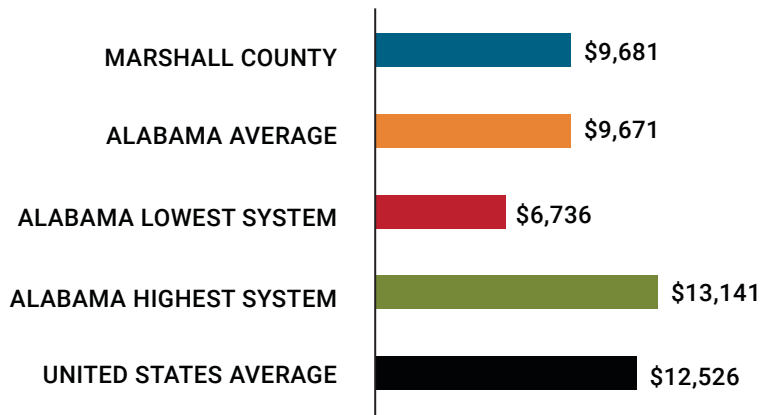 MARSHALL COUNTY $9,681
ALABAMA AVERAGE $9,671
ALABAMA LOWEST SYSTEM $6,736
ALABAMA HIGHEST SYSTEM $13,141
UNITED STATES AVERAGE $12,526